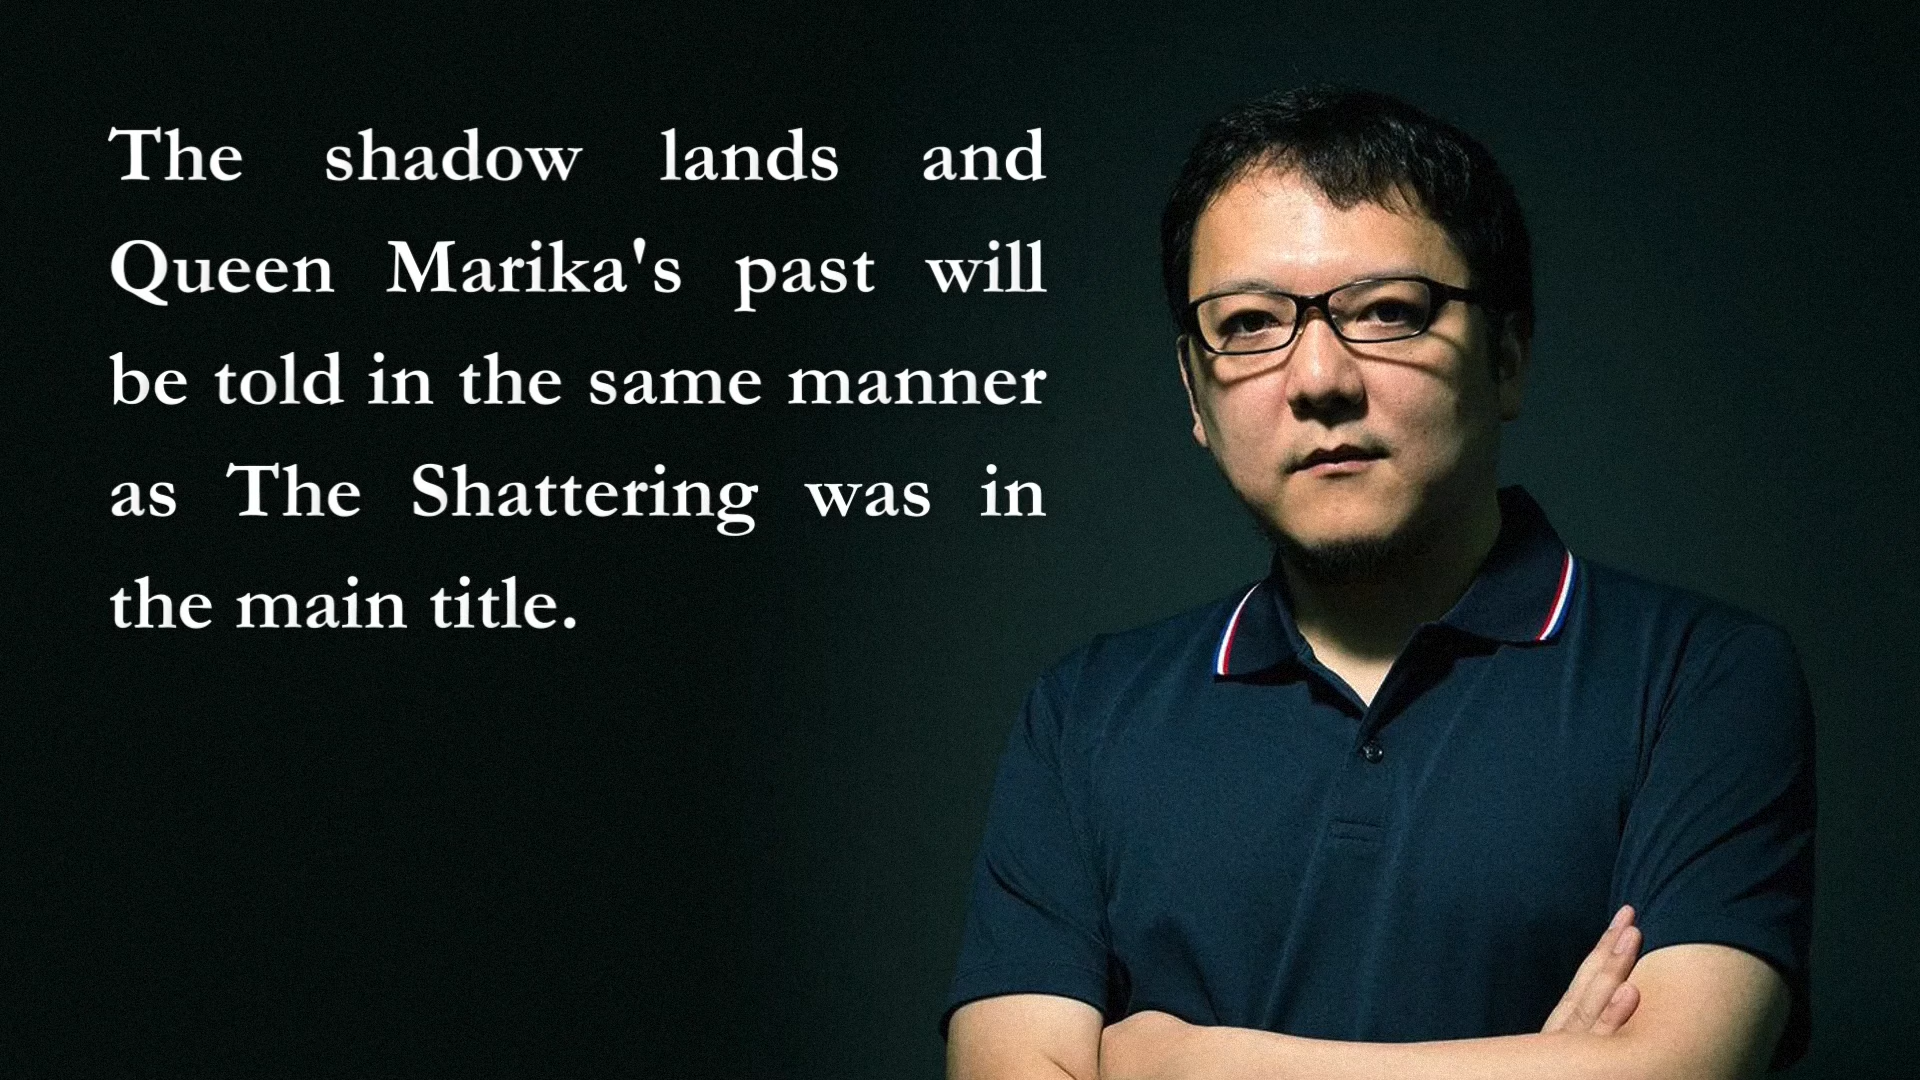 The shadow lands and
Queen Marika's past will
be told in the same manner
as The Shattering was in
the main title.